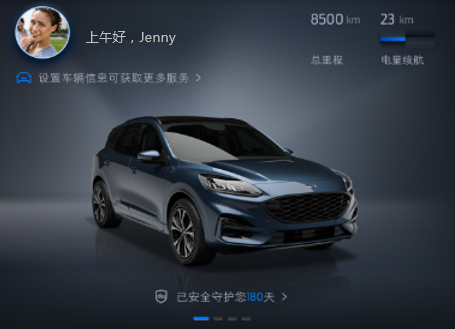 上午好，Jenny
8500 km
总里程
23 km
电量续航
设置车辆信息可获取更多服务 >
已安全守护您180天 >